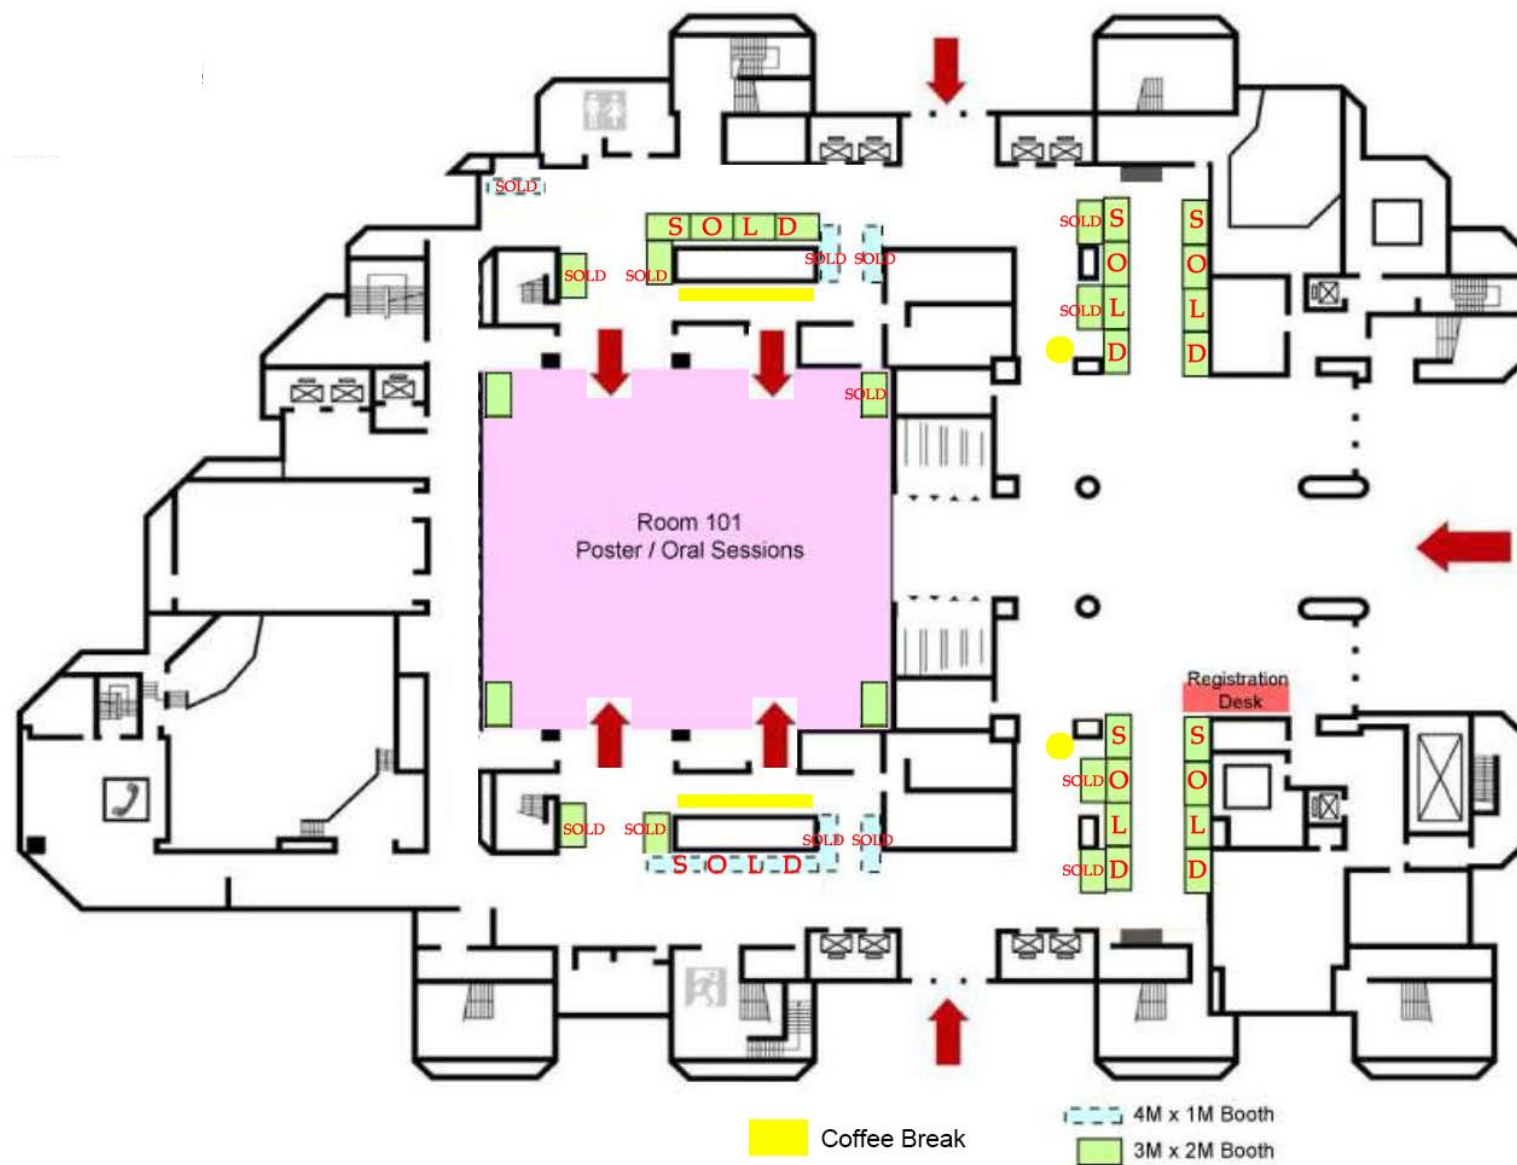 SOLD
S O L D
SOLD
SOLD
SOLD
SOLD
SOLD
S
O
L
D
SOLD
S
O
L
D
SOLD
Room 101
Poster / Oral Sessions
Registration
Desk
S
O
L
D
SOLD
SOLD
S
O
L
D
SOLD
SOLD
SOLD
SOLD
S O L D
Coffee Break
4M x 1M Booth
3M x 2M Booth